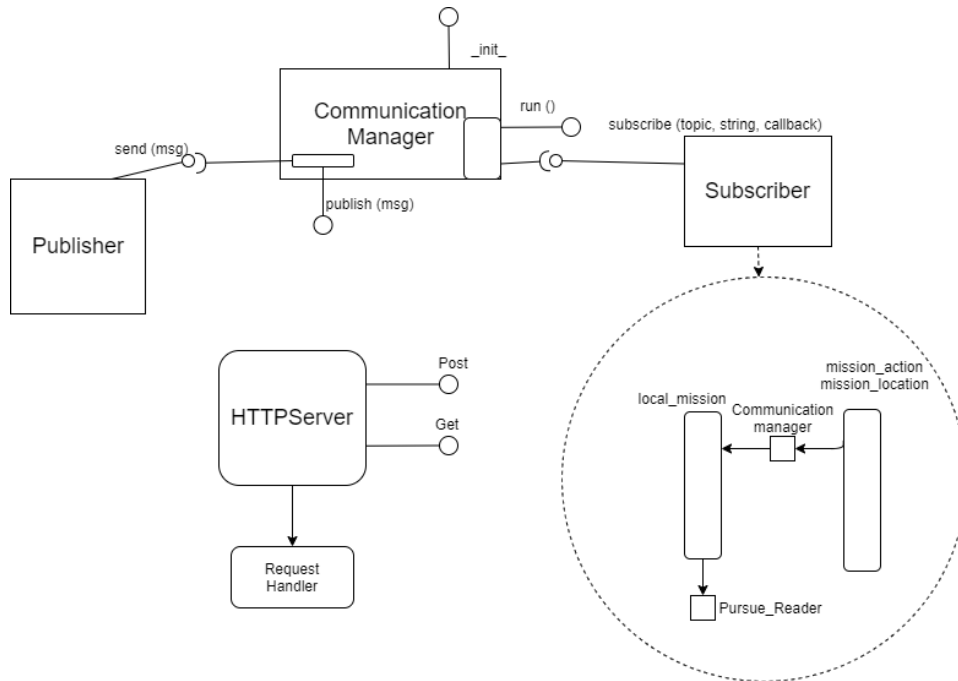 _init_
Communication
Manager
run ()
subscribe (topic, string, callback)
send (msg)
publish (msg)
Publisher
Subscriber
HTTPServer
Post
Get
Request
Handler
mission_action
mission_location
local_mission
Communication
manager
Pursue_Reader